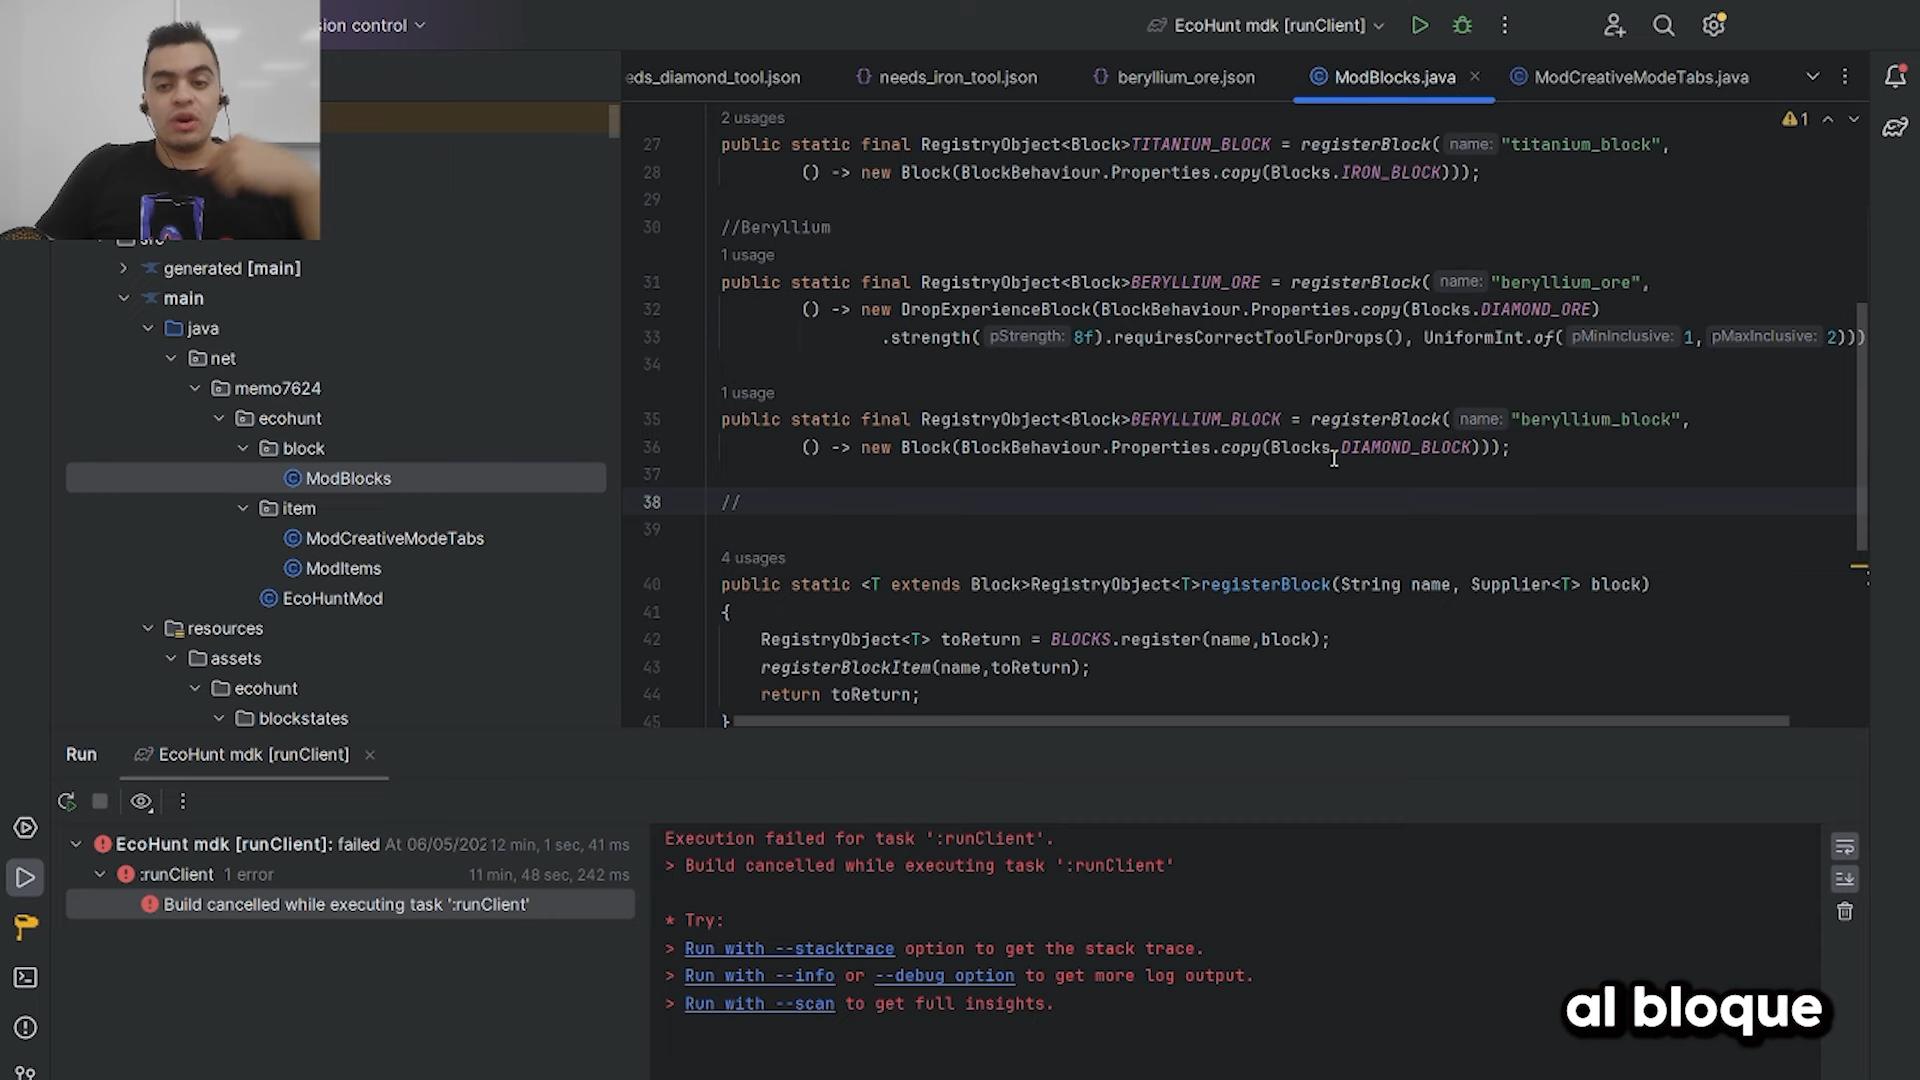 sion control
EcoHunt mdk [runClient]
eds_diamond_tool.json
needs_iron_tool.json
beryllium_ore.json
ModBlocks.java
ModCreativeModeTabs.java
1
2 usages
27 public static final RegistryObject<Block>TITANIUM_BLOCK = registerBlock( name: "titanium_block",
28 () -> new Block(BlockBehaviour.Properties.copy(Blocks.IRON_BLOCK)));
29
30 //Beryllium
1 usage
31 public static final RegistryObject<Block>BERYLLIUM_ORE = registerBlock( name: "beryllium_ore",
32 () -> new DropExperienceBlock(BlockBehaviour.Properties.copy(Blocks.DIAMOND_ORE)
33 .strength( pStrength: 8f).requiresCorrectToolForDrops(), UniformInt.of( pMinInclusive: 1, pMaxInclusive: 2)))
34
1 usage
35 public static final RegistryObject<Block>BERYLLIUM_BLOCK = registerBlock( name: "beryllium_block",
36 () -> new Block(BlockBehaviour.Properties.copy(Blocks.DIAMOND_BLOCK)));
37
38 //
39
4 usages
40 public static <T extends Block>RegistryObject<T>registerBlock(String name, Supplier<T> block)
41 {
42 RegistryObject<T> toReturn = BLOCKS.register(name,block);
43 registerBlockItem(name,toReturn);
44 return toReturn;
45 }
src
generated [main]
main
java
net
memo7624
ecohunt
block
ModBlocks
item
ModCreativeModeTabs
ModItems
EcoHuntMod
resources
assets
ecohunt
blockstates
Run
EcoHunt mdk [runClient]
EcoHunt mdk [runClient]: failed At 06/05/202 12 min, 1 sec, 41 ms
:runClient 1 error 11 min, 48 sec, 242 ms
Build cancelled while executing task ':runClient'
Execution failed for task ':runClient'.
> Build cancelled while executing task ':runClient'
* Try:
> Run with --stacktrace option to get the stack trace.
> Run with --info or --debug option to get more log output.
> Run with --scan to get full insights.
al bloque